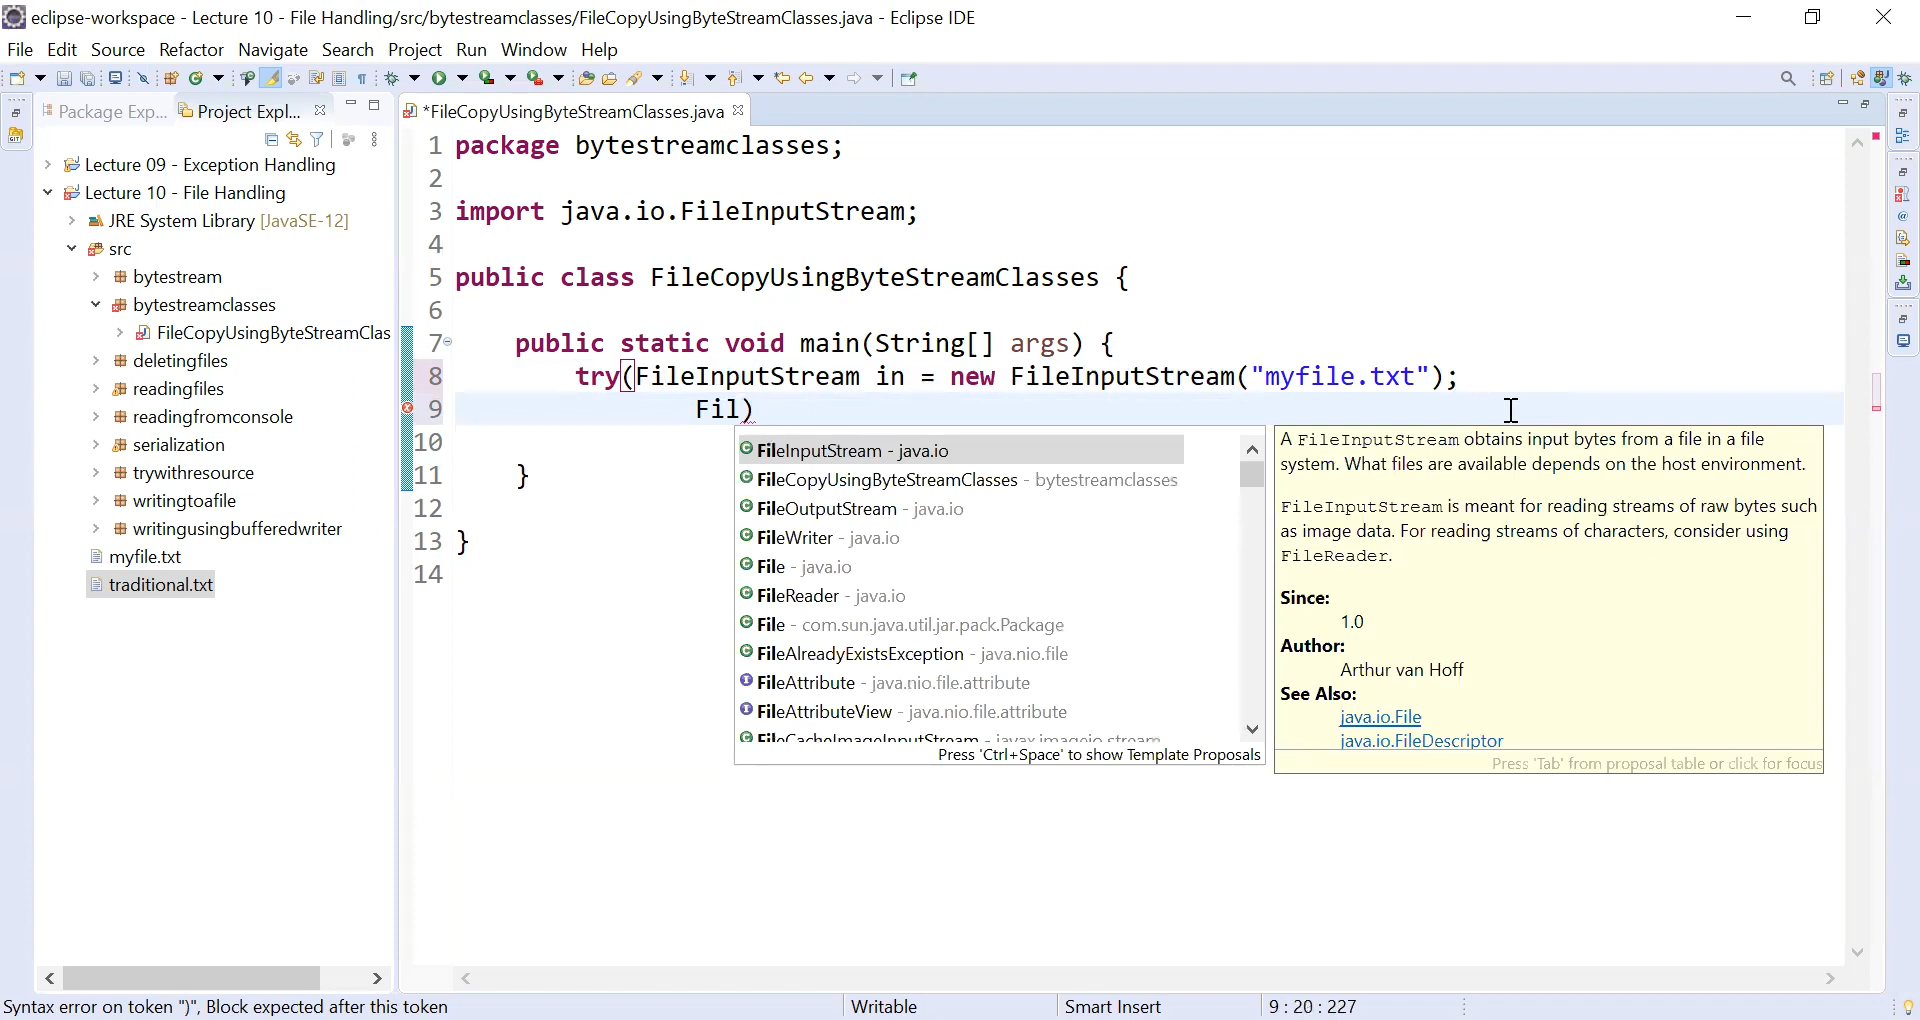 eclipse-workspace - Lecture 10 - File Handling/src/bytestreamclasses/FileCopyUsingByteStreamClasses.java - Eclipse IDE
File Edit Source Refactor Navigate Search Project Run Window Help
Package Exp... Project Expl...
*FileCopyUsingByteStreamClasses.java
Lecture 09 - Exception Handling
Lecture 10 - File Handling
JRE System Library [JavaSE-12]
src
bytestream
bytestreamclasses
FileCopyUsingByteStreamClas
deletingfiles
readingfiles
readingfromconsole
serialization
trywithresource
writingtoafile
writingusingbufferedwriter
myfile.txt
traditional.txt
1 package bytestreamclasses;
2
3 import java.io.FileInputStream;
4
5 public class FileCopyUsingByteStreamClasses {
6
7 public static void main(String[] args) {
8 try(FileInputStream in = new FileInputStream("myfile.txt");
9 Fil)
10
11 }
12
13 }
14
FileInputStream - java.io
FileCopyUsingByteStreamClasses - bytestreamclasses
FileOutputStream - java.io
FileWriter - java.io
File - java.io
FileReader - java.io
File - com.sun.java.util.jar.pack.Package
FileAlreadyExistsException - java.nio.file
FileAttribute - java.nio.file.attribute
FileAttributeView - java.nio.file.attribute
FileCacheImageInputStream - javax.imageio.stream
Press 'Ctrl+Space' to show Template Proposals
A FileInputStream obtains input bytes from a file in a file
system. What files are available depends on the host environment.
FileInputStream is meant for reading streams of raw bytes such
as image data. For reading streams of characters, consider using
FileReader.
Since:
1.0
Author:
Arthur van Hoff
See Also:
java.io.File
java.io.FileDescriptor
Press 'Tab' from proposal table or click for focus
Syntax error on token ")", Block expected after this token
Writable
Smart Insert
9 : 20 : 227